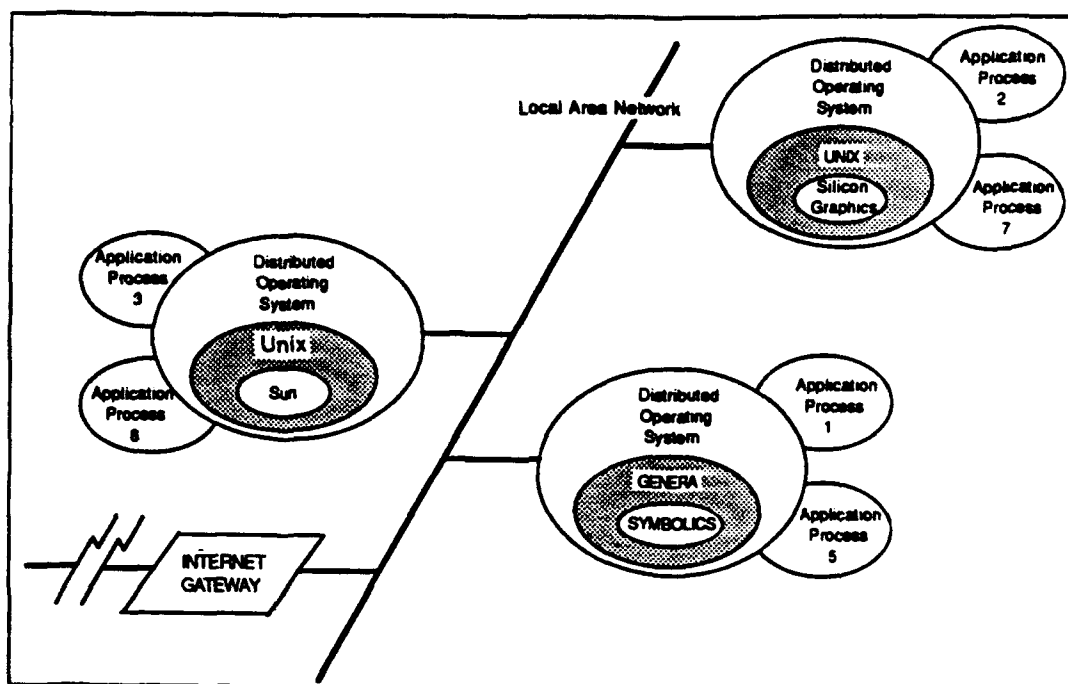 Local Area Network
Distributed
Operating
System
UNIX
Silicon
Graphics
Application
Process
2
Application
Process
7
Application
Process
3
Application
Process
8
Distributed
Operating
System
Unix
Sun
Distributed
Operating
System
GENERA
SYMBOLICS
Application
Process
1
Application
Process
5
INTERNET
GATEWAY